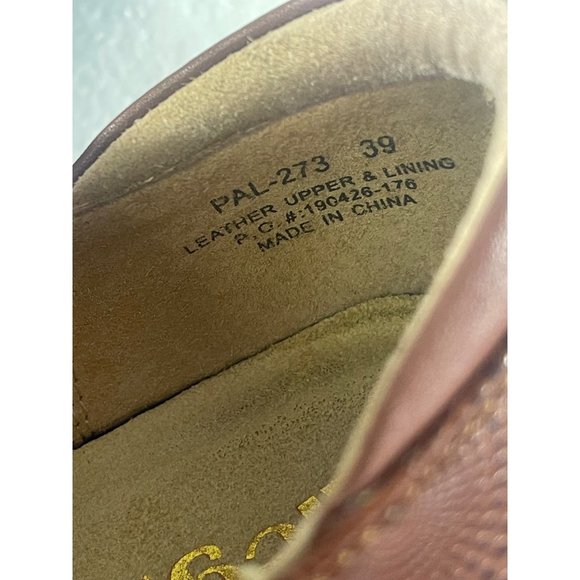 PAL-273 39
LEATHER UPPER & LINING
P.O.#:190426-176
MADE IN CHINA